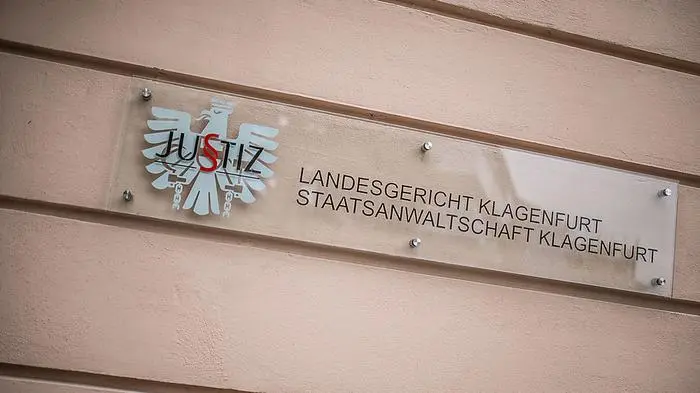 JUSTIZ
LANDESGERICHT KLAGENFURT
STAATSANWALTSCHAFT KLAGENFURT